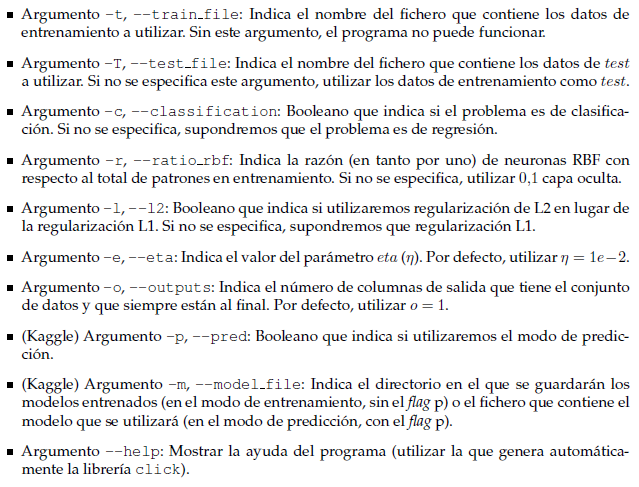 ▪ Argumento -t, --train_file: Indica el nombre del fichero que contiene los datos de
entrenamiento a utilizar. Sin este argumento, el programa no puede funcionar.
▪ Argumento -T, --test_file: Indica el nombre del fichero que contiene los datos de test
a utilizar. Si no se especifica este argumento, utilizar los datos de entrenamiento como test.
▪ Argumento -c, --classification: Booleano que indica si el problema es de clasifica-
ción. Si no se especifica, supondremos que el problema es de regresión.
▪ Argumento -r, --ratio_rbf: Indica la razón (en tanto por uno) de neuronas RBF con
respecto al total de patrones en entrenamiento. Si no se especifica, utilizar 0,1 capa oculta.
▪ Argumento -l, --l2: Booleano que indica si utilizaremos regularización de L2 en lugar de
la regularización L1. Si no se especifica, supondremos que regularización L1.
▪ Argumento -e, --eta: Indica el valor del parámetro eta (η). Por defecto, utilizar η = 1e−2.
▪ Argumento -o, --outputs: Indica el número de columnas de salida que tiene el conjunto
de datos y que siempre están al final. Por defecto, utilizar o = 1.
▪ (Kaggle) Argumento -p, --pred: Booleano que indica si utilizaremos el modo de predic-
ción.
▪ (Kaggle) Argumento -m, --model_file: Indica el directorio en el que se guardarán los
modelos entrenados (en el modo de entrenamiento, sin el flag p) o el fichero que contiene el
modelo que se utilizará (en el modo de predicción, con el flag p).
▪ Argumento --help: Mostrar la ayuda del programa (utilizar la que genera automática-
mente la librería click).